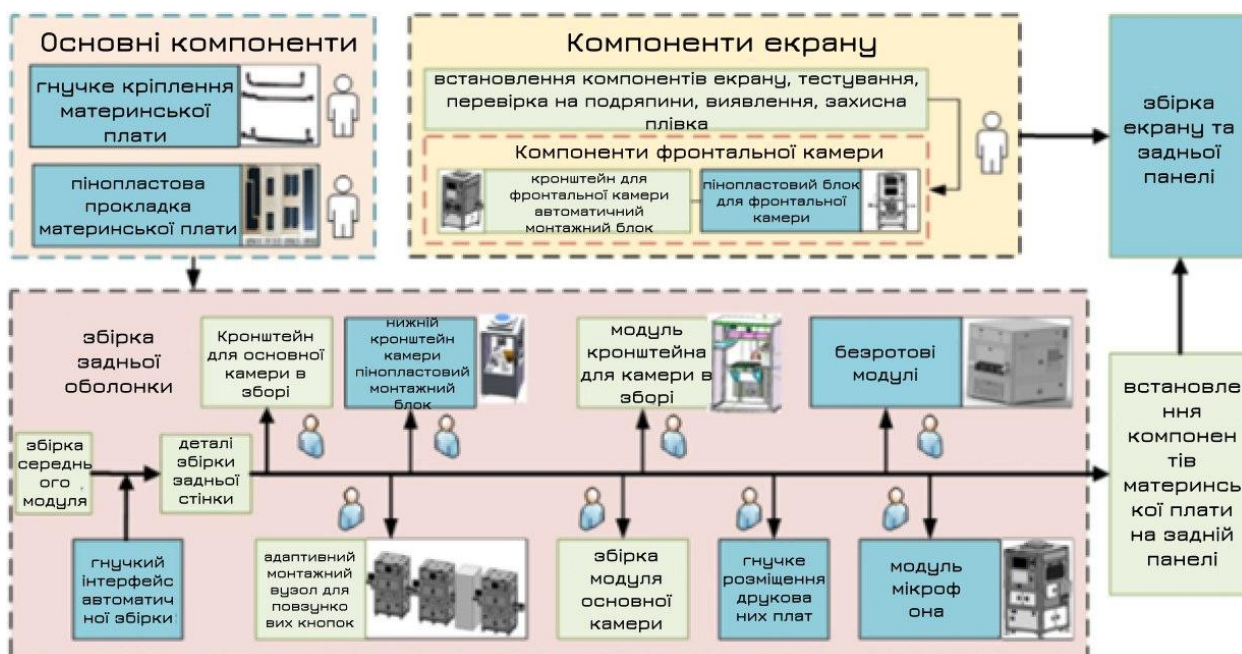 Основні компоненти
гнучке кріплення
материнської
плати
пінопластова
прокладка
материнської плати
Компоненти екрану
встановлення компонентів екрану, тестування,
перевірка на подряпини, виявлення, захисна
плівка
Компоненти фронтальної камери
кронштейн для
фронтальної камери
автоматичний
монтажний блок
пінопластовий блок
для фронтальної
камери
збірка
екрану та
задньої
панелі
збірка
задньої
оболонки
Кронштейн
для основної
камери в
зборі
нижній
кронштейн
камери
пінопластовий
монтажний
блок
модуль
кронштейна
для камери в
зборі
безротові
модулі
збірка
середнь
ого
модуля
деталі
збірки
задньої
стінки
гнучкий
інтерфейс
автоматич
ної збірки
адаптивний
монтажний
вузол для
повзунко
вих кнопок
збірка
модуля
основної
камери
гнучке
розміщення
друкова
них плат
модуль
мікроф
она
встановле
ння
компонен
тів
материнсь
кої плати
на задній
панелі